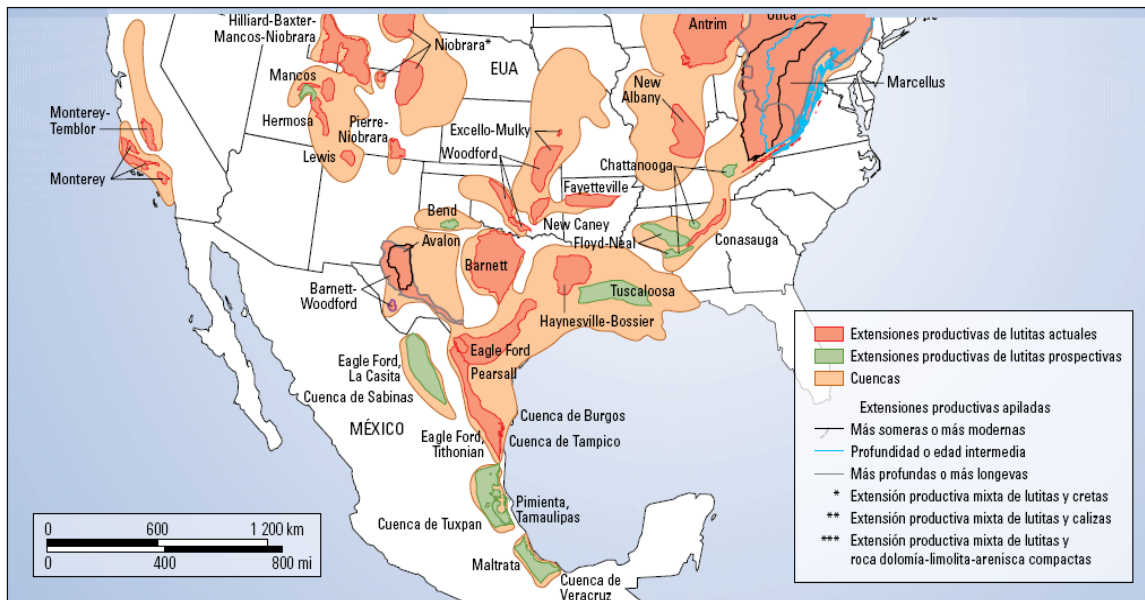 Hilliard-Baxter-
Mancos-Niobrara
Niobrara*
Antrim
Utica
EUA
Mancos
Marcellus
New
Albany
Monterey-
Temblor
Hermosa
Pierre-
Niobrara
Excello-Mulky
Lewis
Woodford
Chattanooga
Monterey
Fayetteville
Bend
New Caney
Avalon
Floyd-Neal
Conasauga
Barnett
Barnett-
Woodford
Tuscaloosa
Haynesville-Bossier
Eagle Ford
Eagle Ford,
La Casita
Pearsall
Cuenca de Sabinas
Cuenca de Burgos
MÉXICO
Eagle Ford,
Tithonian
Cuenca de Tampico
Pimienta,
Tamaulipas
Cuenca de Tuxpan
Maltrata
Cuenca de
Veracruz
Extensiones productivas de lutitas actuales
Extensiones productivas de lutitas prospectivas
Cuencas
Extensiones productivas apiladas
Más someras o más modernas
Profundidad o edad intermedia
Más profundas o más longevas
* Extensión productiva mixta de lutitas y cretas
** Extensión productiva mixta de lutitas y calizas
*** Extensión productiva mixta de lutitas y
roca dolomía-limolita-arenisca compactas
0 600 1 200 km
0 400 800 mi